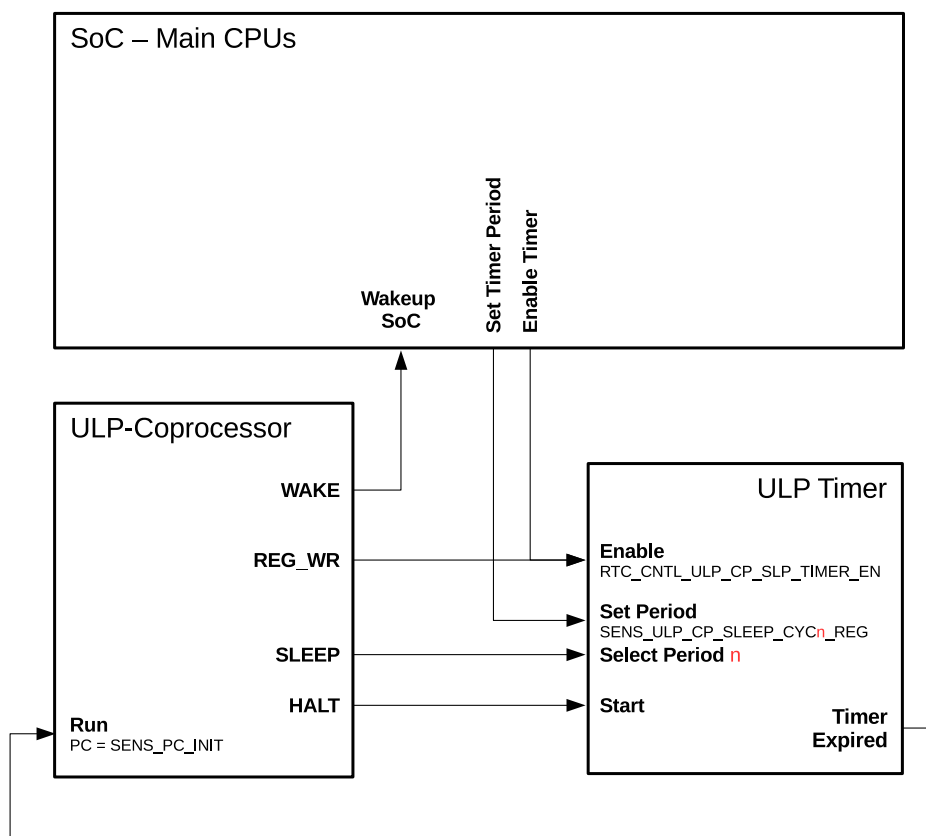 SoC – Main CPUs
Set Timer Period
Enable Timer
Wakeup
SoC
ULP-Coprocessor
WAKE
REG_WR
SLEEP
HALT
Run
PC = SENS_PC_INIT
ULP Timer
Enable
RTC_CNTL_ULP_CP_SLP_TIMER_EN
Set Period
SENS_ULP_CP_SLEEP_CYCn_REG
Select Period n
Start
Timer
Expired